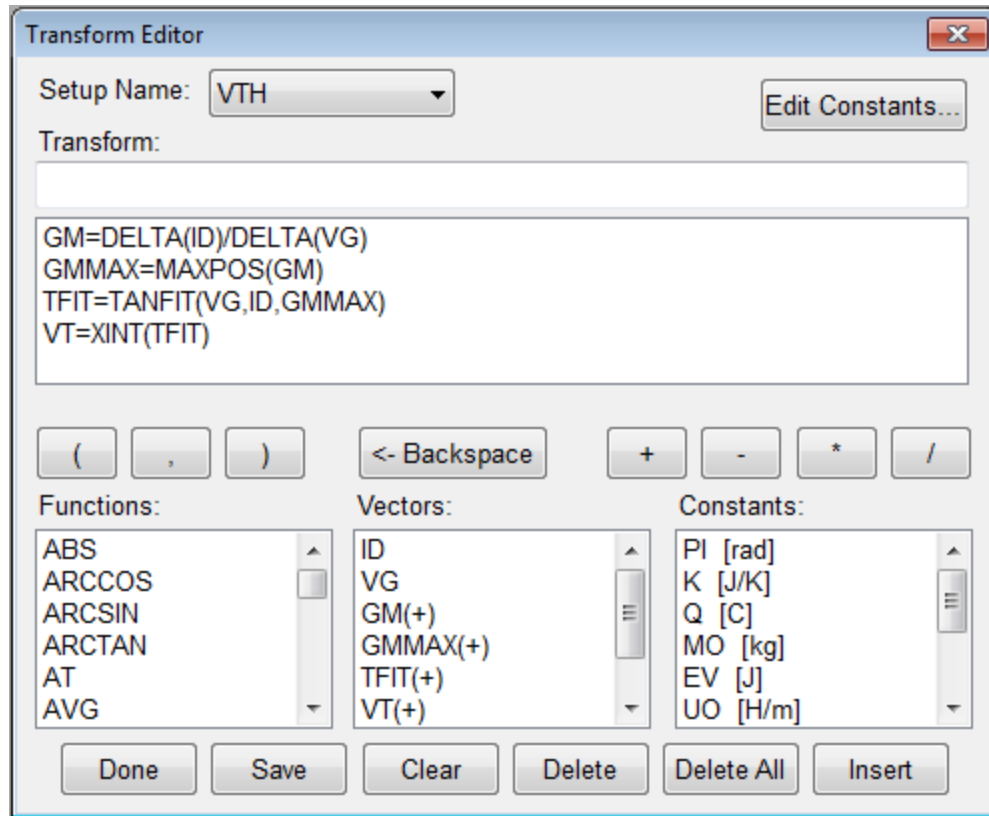 Transform Editor
Setup Name: VTH Edit Constants...
Transform:
GM=DELTA(ID)/DELTA(VG)
GMMAX=MAXPOS(GM)
TFIT=TANFIT(VG,ID,GMMAX)
VT=XINT(TFIT)
( , ) <- Backspace + - * /
Functions: Vectors: Constants:
ABS ID PI [rad]
ARCCOS VG K [J/K]
ARCSIN GM(+) Q [C]
ARCTAN GMMAX(+) MO [kg]
AT TFIT(+) EV [J]
AVG VT(+) UO [H/m]
Done Save Clear Delete Delete All Insert